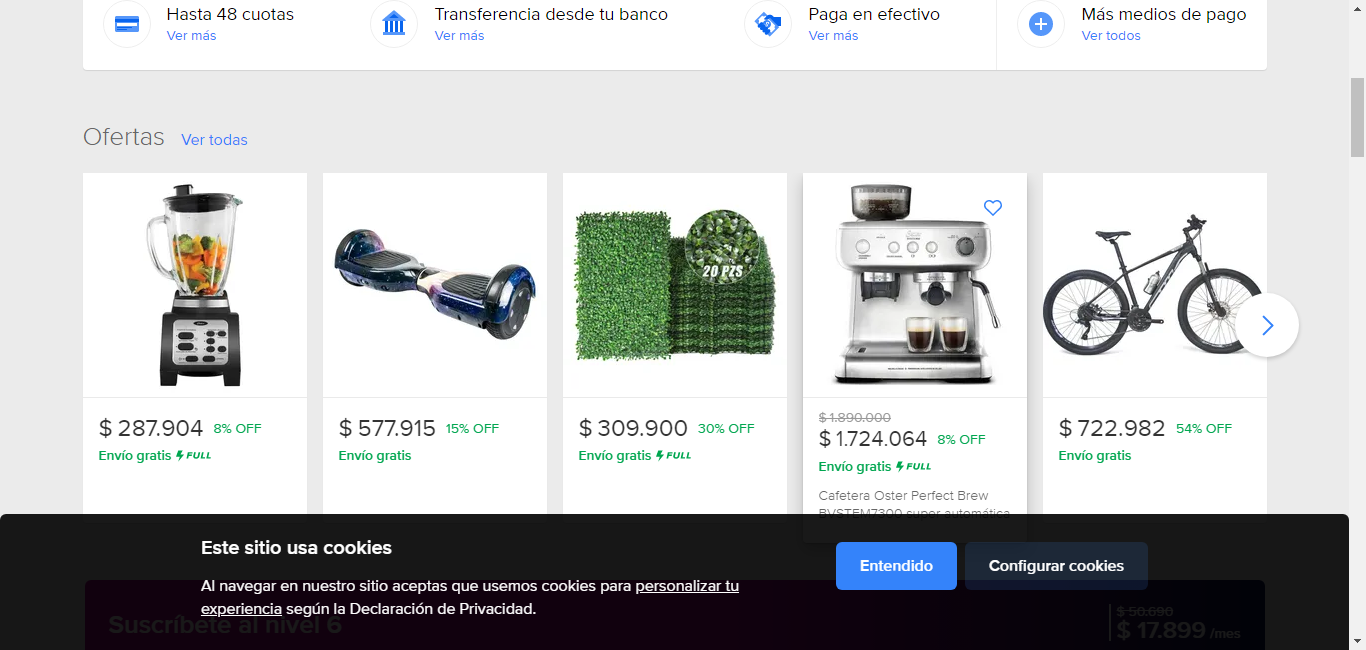 Hasta 48 cuotas
Ver más
Transferencia desde tu banco
Ver más
Paga en efectivo
Ver más
Más medios de pago
Ver todos
Ofertas Ver todas
20 PZS
$ 287.904 8% OFF
Envío gratis FULL
$ 577.915 15% OFF
Envío gratis
$ 309.900 30% OFF
Envío gratis FULL
$ 1.890.000
$ 1.724.064 8% OFF
Envío gratis FULL
Cafetera Oster Perfect Brew
BVSTEM7300 super automática
$ 722.982 54% OFF
Envío gratis
Este sitio usa cookies
Al navegar en nuestro sitio aceptas que usemos cookies para personalizar tu
experiencia según la Declaración de Privacidad.
Entendido
Configurar cookies
Suscríbete al nivel 6
$ 50.690
$ 17.899 /mes